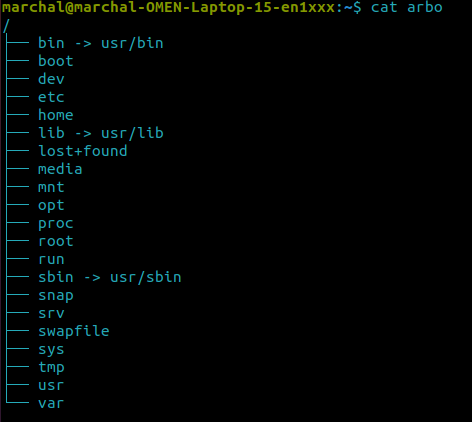 marchal@marchal-OMEN-Laptop-15-en1xxx:~$ cat arbo
/
├── bin -> usr/bin
├── boot
├── dev
├── etc
├── home
├── lib -> usr/lib
├── lost+found
├── media
├── mnt
├── opt
├── proc
├── root
├── run
├── sbin -> usr/sbin
├── snap
├── srv
├── swapfile
├── sys
├── tmp
├── usr
└── var